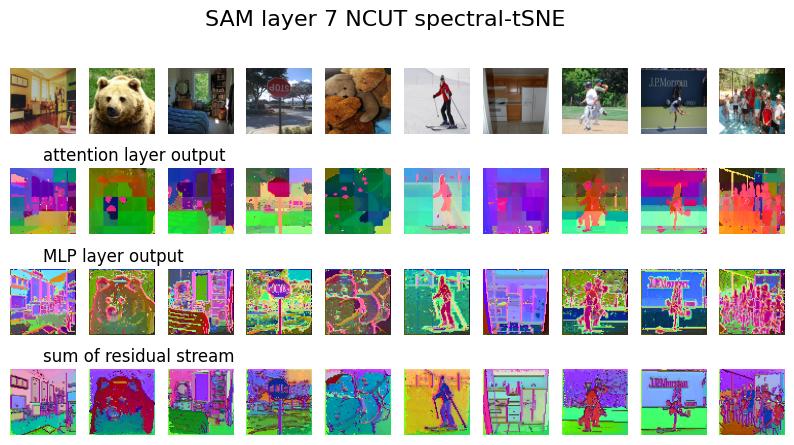 SAM layer 7 NCUT spectral-tSNE
STOP
J.P.Morgan
attention layer output
MLP layer output
J.P.Morgan
sum of residual stream
J.P.Morgan